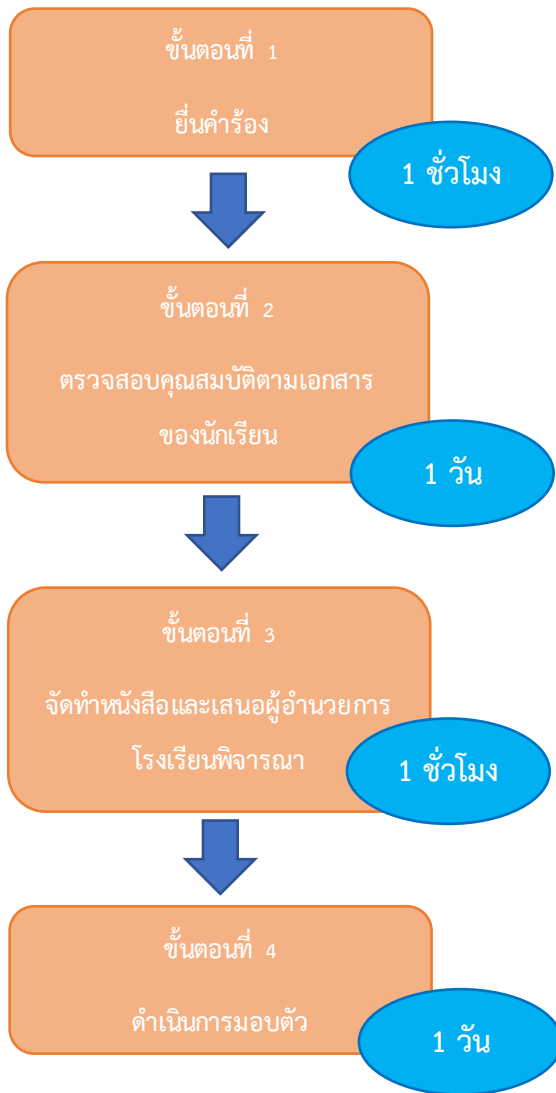 ขั้นตอนที่ 1
ยื่นคำร้อง
1 ชั่วโมง
ขั้นตอนที่ 2
ตรวจสอบคุณสมบัติตามเอกสาร
ของนักเรียน
1 วัน
ขั้นตอนที่ 3
จัดทำหนังสือและเสนอผู้อำนวยการ
โรงเรียนพิจารณา
1 ชั่วโมง
ขั้นตอนที่ 4
ดำเนินการมอบตัว
1 วัน